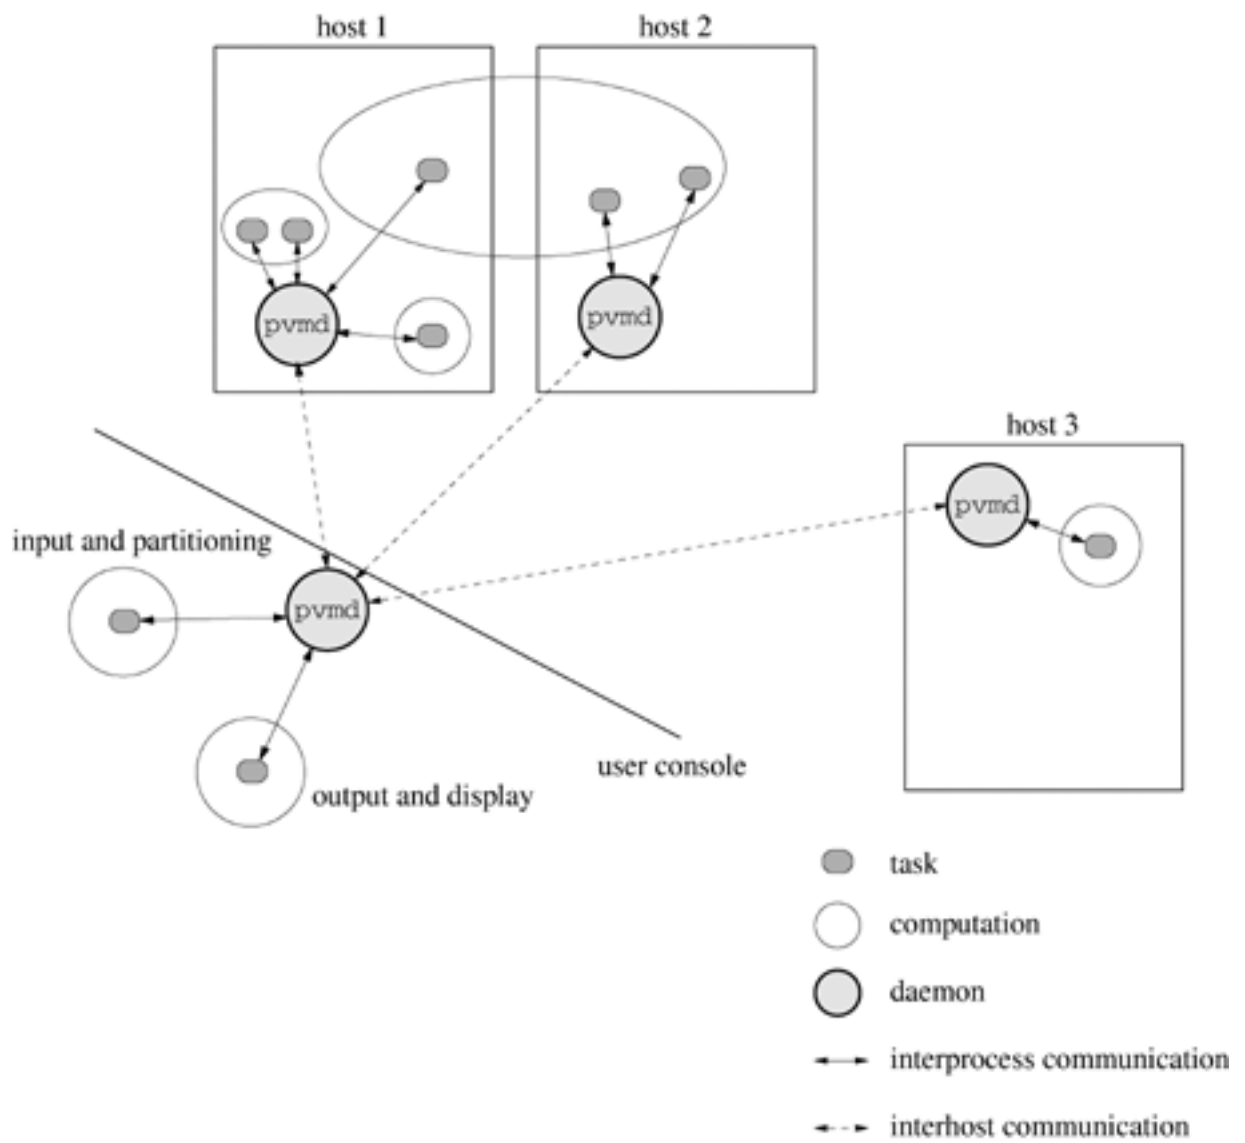 host 1
host 2
pvmd
pvmd
host 3
pvmd
input and partitioning
pvmd
user console
output and display
task
computation
daemon
interprocess communication
interhost communication